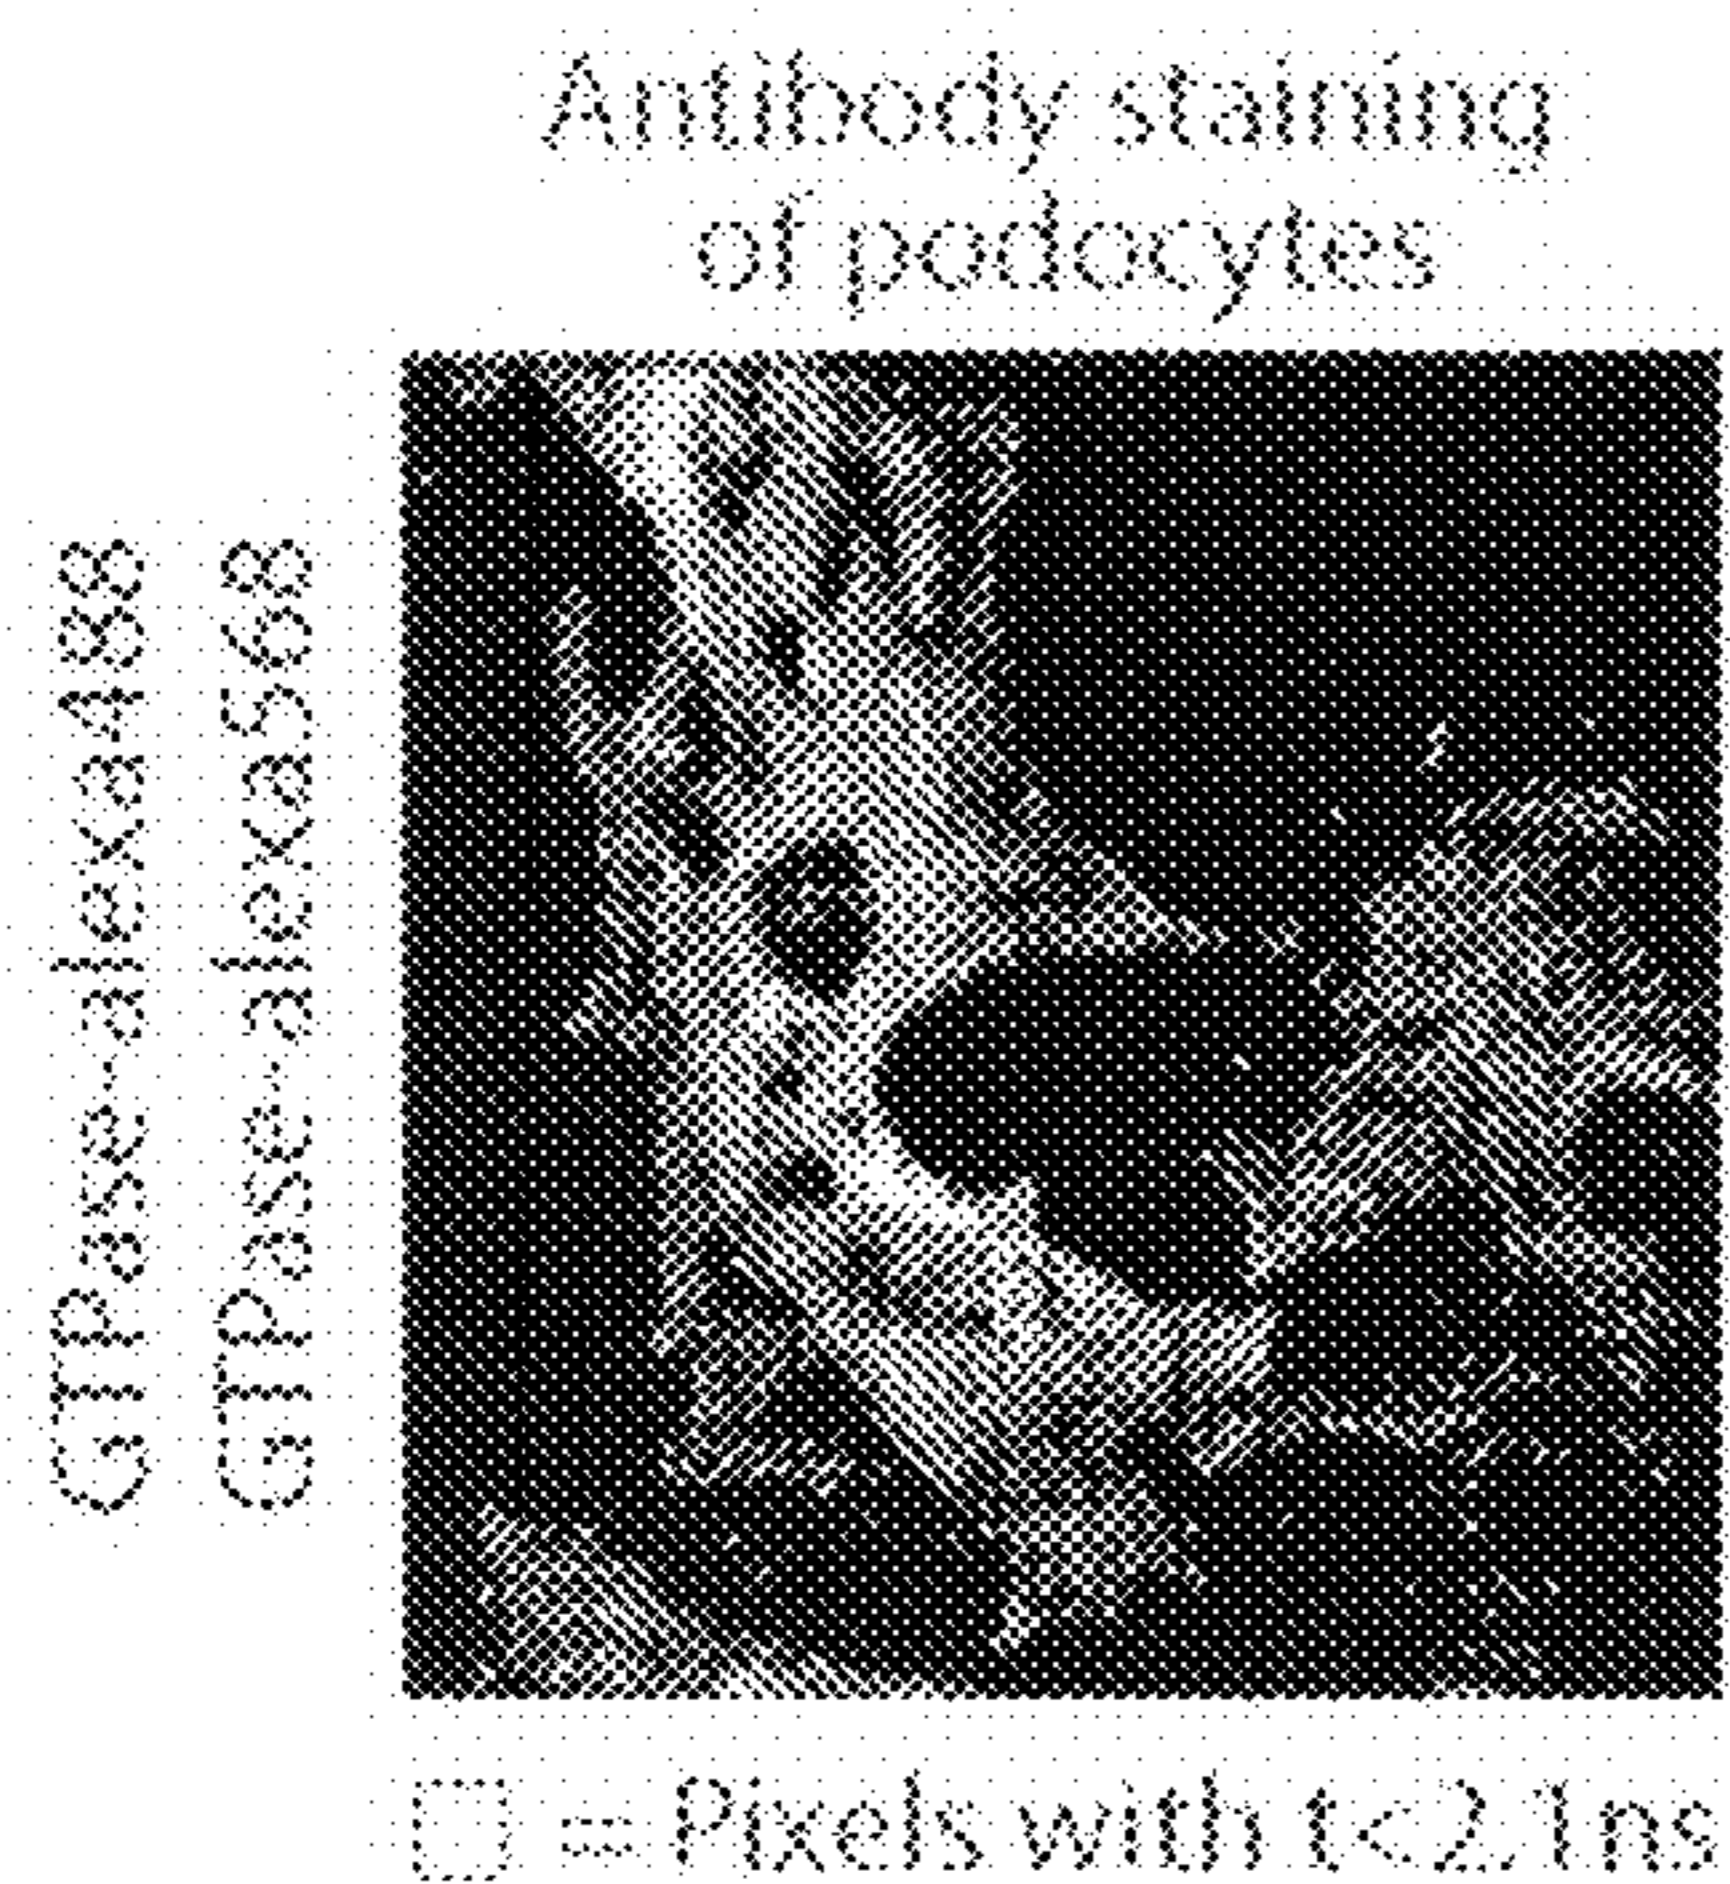 Antibody staining
of podocytes
GTPase-alexa488
GTPase-alexa568
= Pixels with t<2.1ns